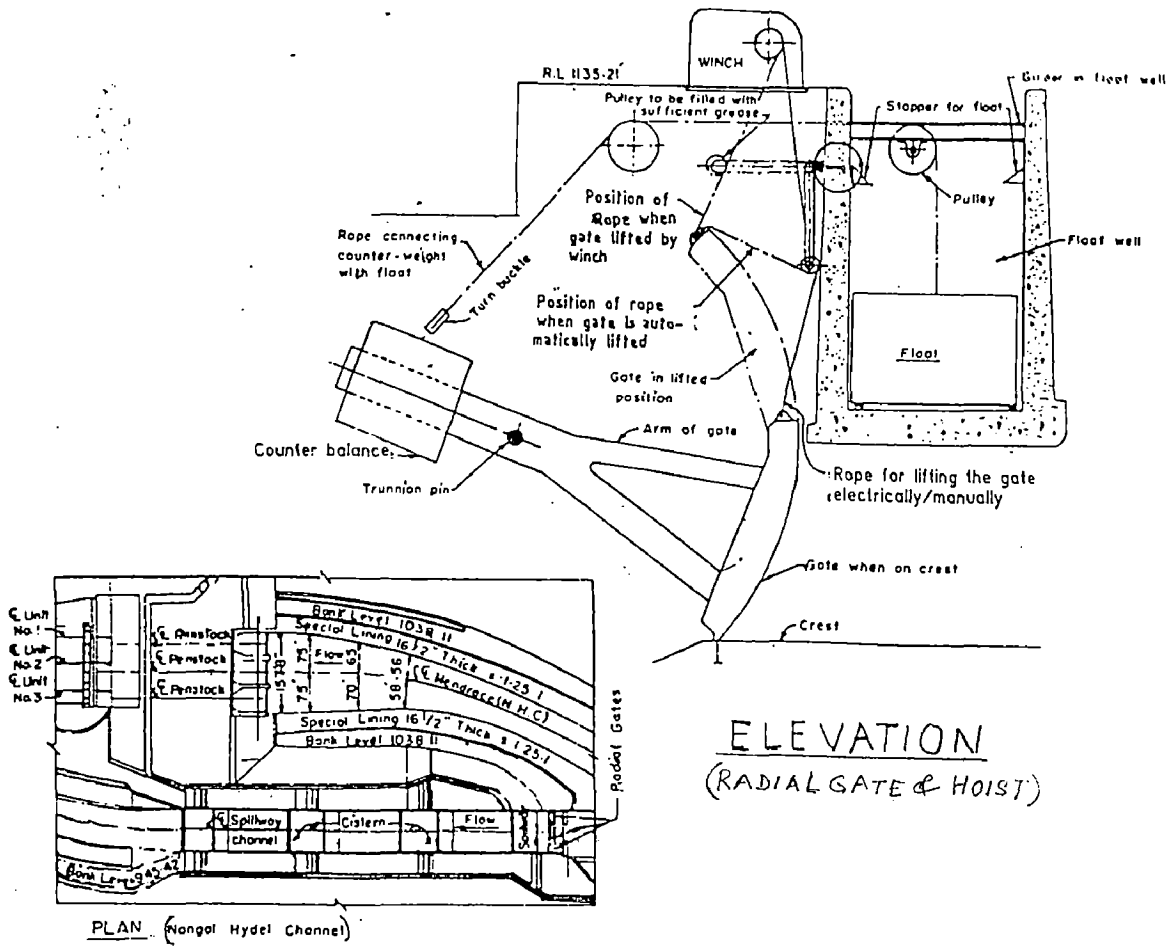 WINCH
R.L 1135-21'
Pulley to be filled with
sufficient grease
Stopper for float
Girder in float well
Pulley
Float well
Position of
Rope when
gate lifted by
winch
Rope connecting
counter-weight
with float
Turn buckle
Position of rope
when gate is auto-
matically lifted
Float
Gate in lifted
position
Arm of gate
Counter balance
Trunnion pin
Rope for lifting the gate
electrically/manually
Gate when on crest
Crest
ELEVATION
(RADIAL GATE & HOIST)
℄ Unit
No. 1
℄ Unit
No. 2
℄ Unit
No. 3
℄ Penstock
℄ Penstock
℄ Penstock
Bank Level 1038 11
Special Lining 16 1/2" Thick
Flow
℄ Hendrace (N.H.C)
Special Lining 16 1/2" Thick
Bank Level 1038 11
Radial Gates
℄ Spillway
channel
Cistern
Flow
PLAN (Nangal Hydel Channel)